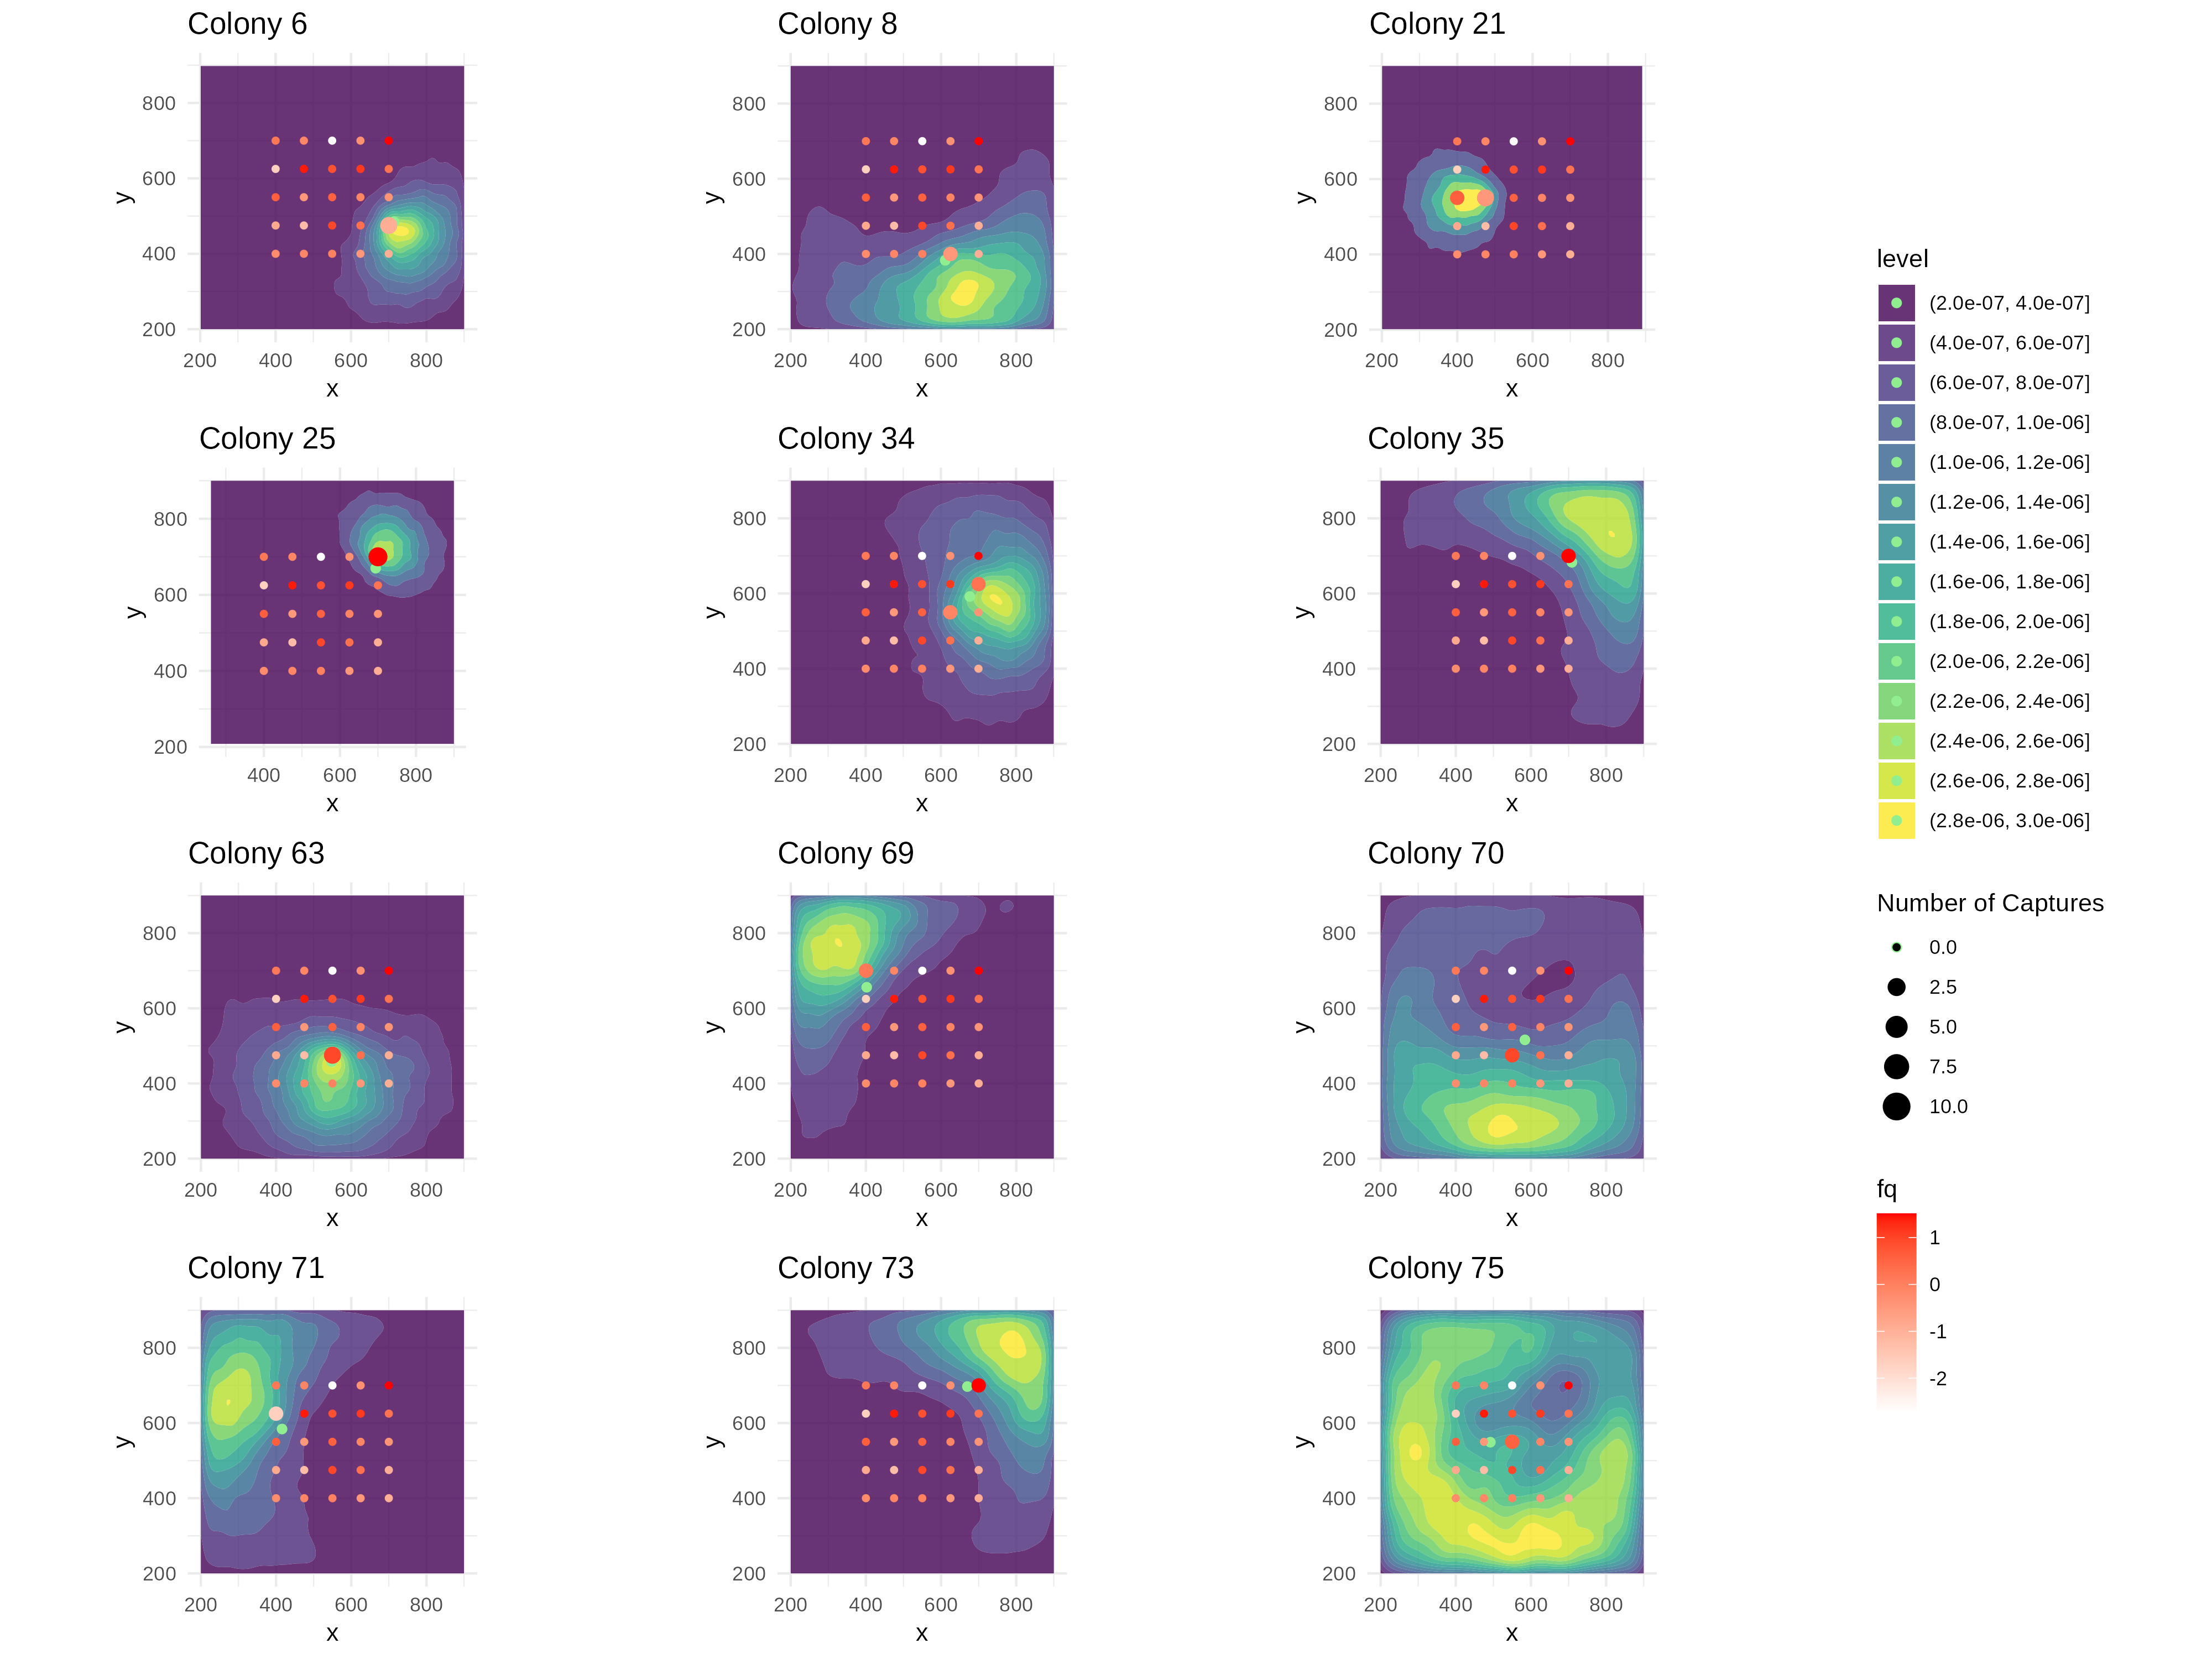 Colony 6
800
600
400
200
200 400 600 800
x
y
Colony 8
800
600
400
200
200 400 600 800
x
y
Colony 21
800
600
400
200
200 400 600 800
x
y
Colony 25
800
600
400
200
400 600 800
x
y
Colony 34
800
600
400
200
200 400 600 800
x
y
Colony 35
800
600
400
200
200 400 600 800
x
y
Colony 63
800
600
400
200
200 400 600 800
x
y
Colony 69
800
600
400
200
200 400 600 800
x
y
Colony 70
800
600
400
200
200 400 600 800
x
y
Colony 71
800
600
400
200
200 400 600 800
x
y
Colony 73
800
600
400
200
200 400 600 800
x
y
Colony 75
800
600
400
200
200 400 600 800
x
y
level
(2.0e-07, 4.0e-07]
(4.0e-07, 6.0e-07]
(6.0e-07, 8.0e-07]
(8.0e-07, 1.0e-06]
(1.0e-06, 1.2e-06]
(1.2e-06, 1.4e-06]
(1.4e-06, 1.6e-06]
(1.6e-06, 1.8e-06]
(1.8e-06, 2.0e-06]
(2.0e-06, 2.2e-06]
(2.2e-06, 2.4e-06]
(2.4e-06, 2.6e-06]
(2.6e-06, 2.8e-06]
(2.8e-06, 3.0e-06]
Number of Captures
0.0
2.5
5.0
7.5
10.0
fq
1
0
-1
-2